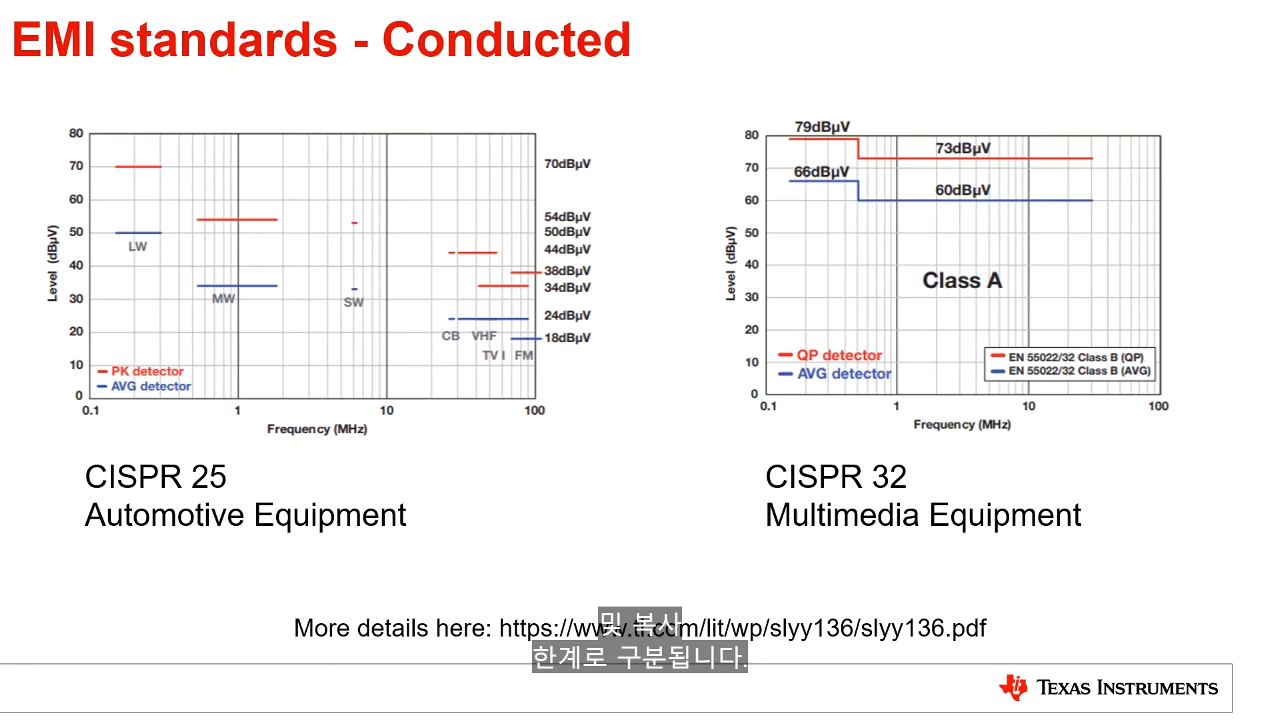 EMI standards - Conducted
80
70
60
50
40
30
20
10
0
Level (dBµV)
0.1
1
10
100
Frequency (MHz)
LW
MW
SW
CB
VHF
TV I
FM
70dBµV
54dBµV
50dBµV
44dBµV
38dBµV
34dBµV
24dBµV
18dBµV
PK detector
AVG detector
CISPR 25
Automotive Equipment
80
70
60
50
40
30
20
10
0
Level (dBµV)
0.1
1
10
100
Frequency (MHz)
79dBµV
73dBµV
66dBµV
60dBµV
Class A
QP detector
AVG detector
EN 55022/32 Class B (QP)
EN 55022/32 Class B (AVG)
CISPR 32
Multimedia Equipment
More details here: https://www.ti.com/lit/wp/slyy136/slyy136.pdf
및 복사
한계로 구분됩니다.
TEXAS INSTRUMENTS